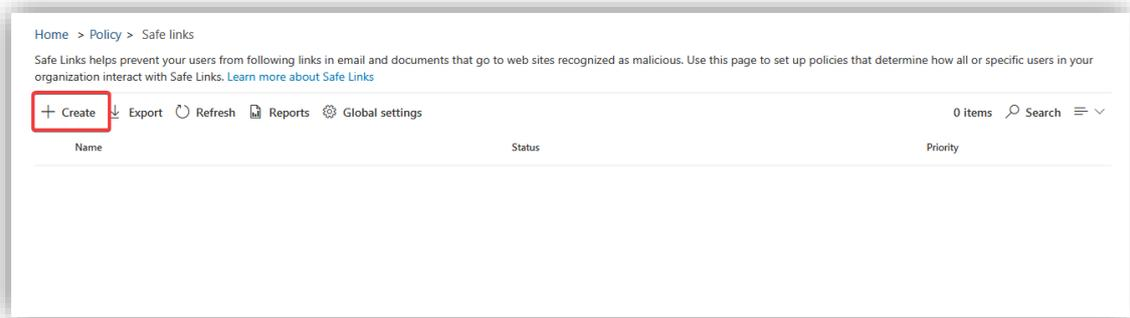 Home > Policy > Safe links
Safe Links helps prevent your users from following links in email and documents that go to web sites recognized as malicious. Use this page to set up policies that determine how all or specific users in your
organization interact with Safe Links. Learn more about Safe Links
Create Export Refresh Reports Global settings 0 items Search
Name Status Priority